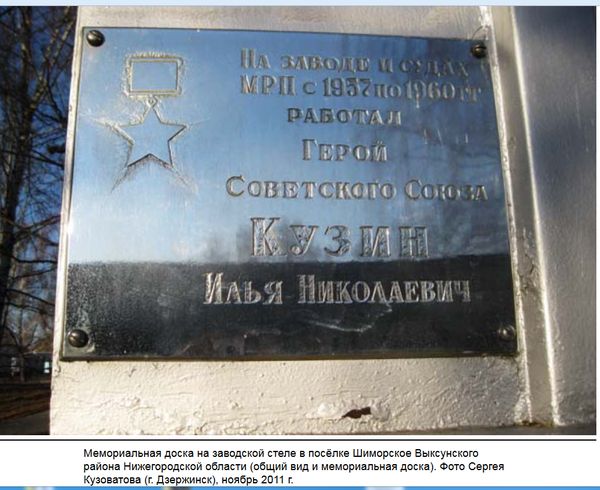 На заводе и судах
МРП с 1957 по 1960 гг
работал
Герой
Советского Союза
Кузин
Илья Николаевич
Мемориальная доска на заводской стеле в посёлке Шиморское Выксунского
района Нижегородской области (общий вид и мемориальная доска). Фото Сергея
Кузоватова (г. Дзержинск), ноябрь 2011 г.